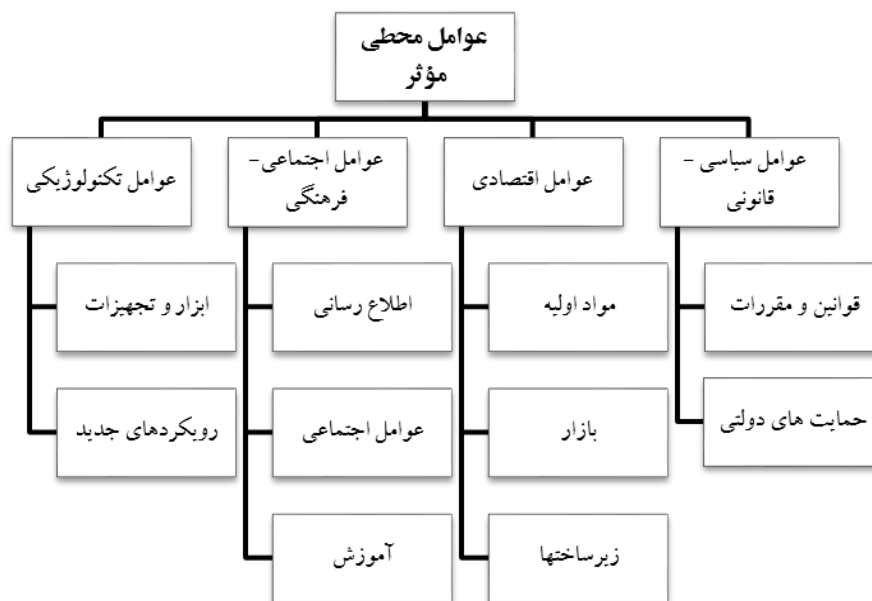 عوامل محطی
مؤثر
عوامل سیاسی -
قانونی
قوانین و مقررات
حمایت های دولتی
عوامل اقتصادی
مواد اولیه
بازار
زیرساختها
عوامل اجتماعی-
فرهنگی
اطلاع رسانی
عوامل اجتماعی
آموزش
عوامل تکنولوژیکی
ابزار و تجهیزات
رویکردهای جدید